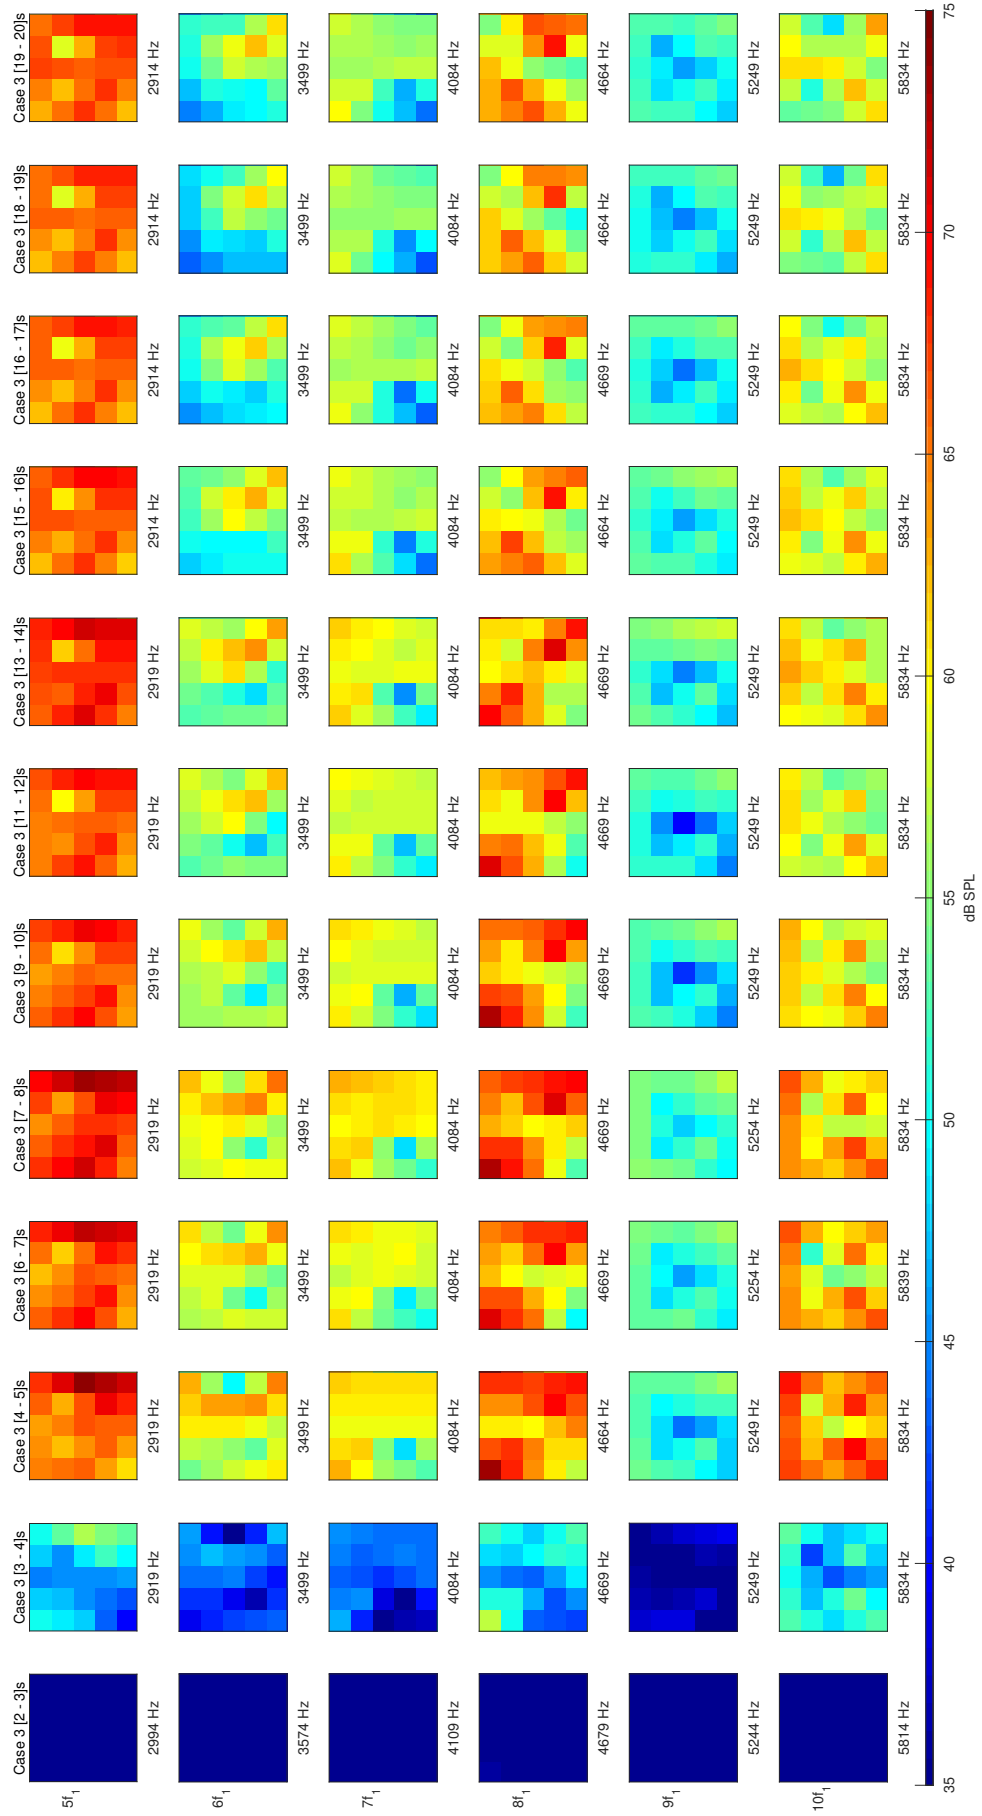 Case 3 [2 - 3]s Case 3 [3 - 4]s Case 3 [4 - 5]s Case 3 [6 - 7]s Case 3 [7 - 8]s Case 3 [9 - 10]s Case 3 [11 - 12]s Case 3 [13 - 14]s Case 3 [15 - 16]s Case 3 [16 - 17]s Case 3 [18 - 19]s Case 3 [19 - 20]s
5f1
2994 Hz 2919 Hz 2919 Hz 2919 Hz 2919 Hz 2919 Hz 2919 Hz 2919 Hz 2914 Hz 2914 Hz 2914 Hz 2914 Hz
6f1
3574 Hz 3499 Hz 3499 Hz 3499 Hz 3499 Hz 3499 Hz 3499 Hz 3499 Hz 3499 Hz 3499 Hz 3499 Hz 3499 Hz
7f1
4109 Hz 4084 Hz 4084 Hz 4084 Hz 4084 Hz 4084 Hz 4084 Hz 4084 Hz 4084 Hz 4084 Hz 4084 Hz 4084 Hz
8f1
4679 Hz 4669 Hz 4664 Hz 4669 Hz 4669 Hz 4669 Hz 4669 Hz 4669 Hz 4664 Hz 4669 Hz 4664 Hz 4664 Hz
9f1
5244 Hz 5249 Hz 5249 Hz 5254 Hz 5254 Hz 5249 Hz 5249 Hz 5249 Hz 5249 Hz 5249 Hz 5249 Hz 5249 Hz
10f1
5814 Hz 5834 Hz 5834 Hz 5839 Hz 5834 Hz 5834 Hz 5834 Hz 5834 Hz 5834 Hz 5834 Hz 5834 Hz 5834 Hz
35 40 45 50 55 60 65 70 75
dB SPL